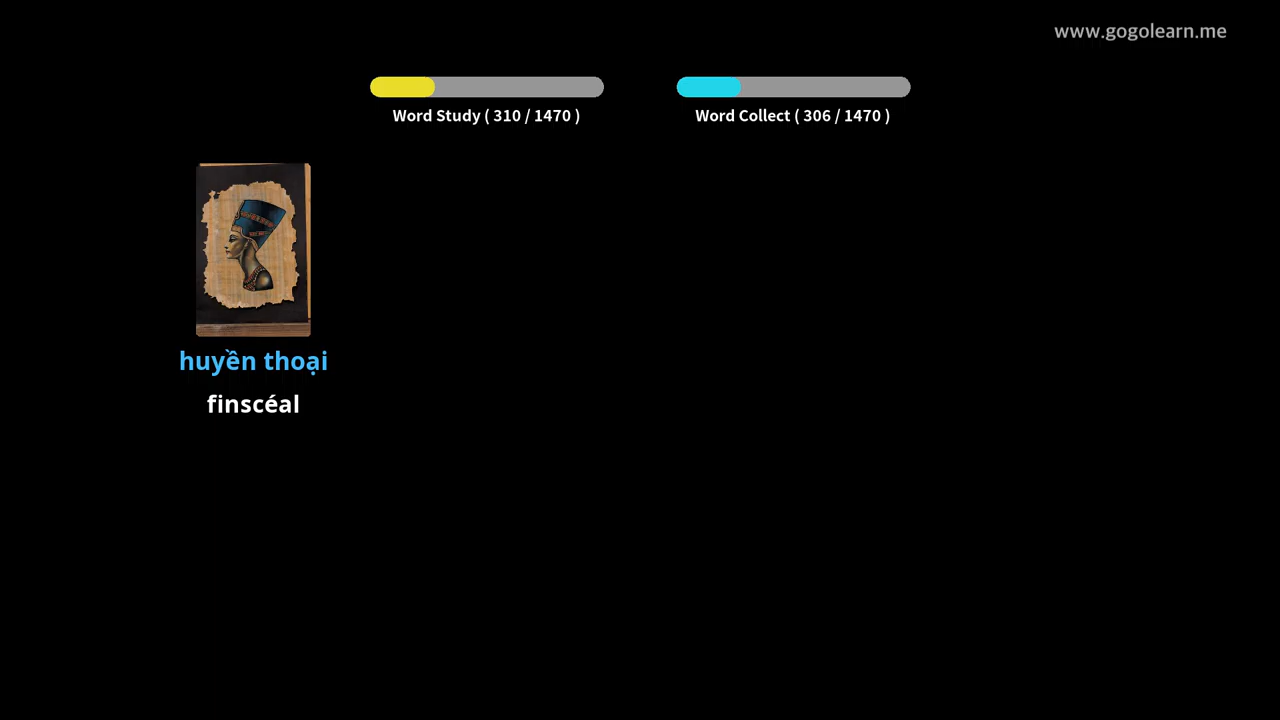 www.gogolearn.me
Word Study ( 310 / 1470 )
Word Collect ( 306 / 1470 )
huyền thoại
finscéal